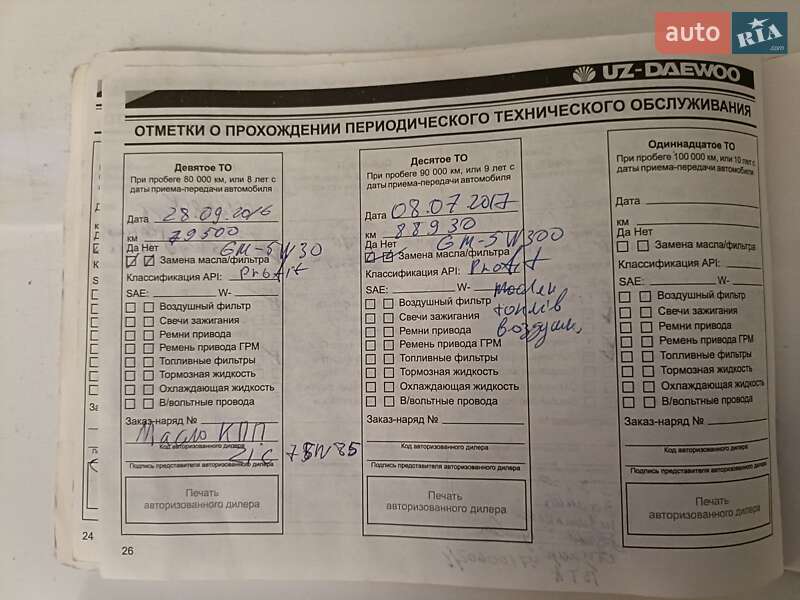 auto RIA .com
UZ-DAEWOO
ОТМЕТКИ О ПРОХОЖДЕНИИ ПЕРИОДИЧЕСКОГО ТЕХНИЧЕСКОГО ОБСЛУЖИВАНИЯ
Девятое ТО
При пробеге 80 000 км, или 8 лет с
даты приема-передачи автомобиля
Дата 28.09.2016
км 79500
Да Нет GM-5W30
Замена масла/фильтра
Классификация API: Profit
SAE: W-
Воздушный фильтр
Свечи зажигания
Ремни привода
Ремень привода ГРМ
Топливные фильтры
Тормозная жидкость
Охлаждающая жидкость
В/вольтные провода
Заказ-наряд №
Масло КПП
Код авторизованного дилера
ZIC 75W85
Подпись представителя авторизованного дилера
Печать
авторизованного дилера
Десятое ТО
При пробеге 90 000 км, или 9 лет с
даты приема-передачи автомобиля
Дата 08.07.2017
км 88930
Да Нет GM-5W300
Замена масла/фильтра
Классификация API: Profit
SAE: W- маслен
Воздушный фильтр топлив
Свечи зажигания воздушн,
Ремни привода
Ремень привода ГРМ
Топливные фильтры
Тормозная жидкость
Охлаждающая жидкость
В/вольтные провода
Заказ-наряд №
Код авторизованного дилера
Подпись представителя авторизованного дилера
Печать
авторизованного дилера
Одиннадцатое ТО
При пробеге 100 000 км, или 10 лет с
даты приема-передачи автомобиля
Дата
км
Да Нет
Замена масла/фильтра
Классификация API:
SAE: W-
Воздушный фильтр
Свечи зажигания
Ремни привода
Ремень привода ГРМ
Топливные фильтры
Тормозная жидкость
Охлаждающая жидкость
В/вольтные провода
Заказ-наряд №
Код авторизованного дилера
Подпись представителя авторизованного дилера
Печать
авторизованного дилера
24
26